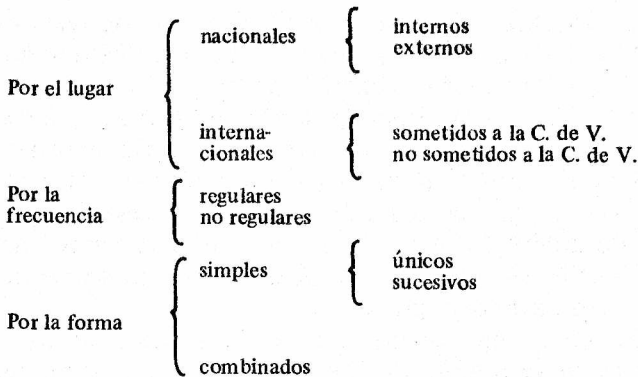 nacionales
internos
externos
Por el lugar
interna-
cionales
sometidos a la C. de V.
no sometidos a la C. de V.
Por la
frecuencia
regulares
no regulares
simples
únicos
sucesivos
Por la forma
combinados